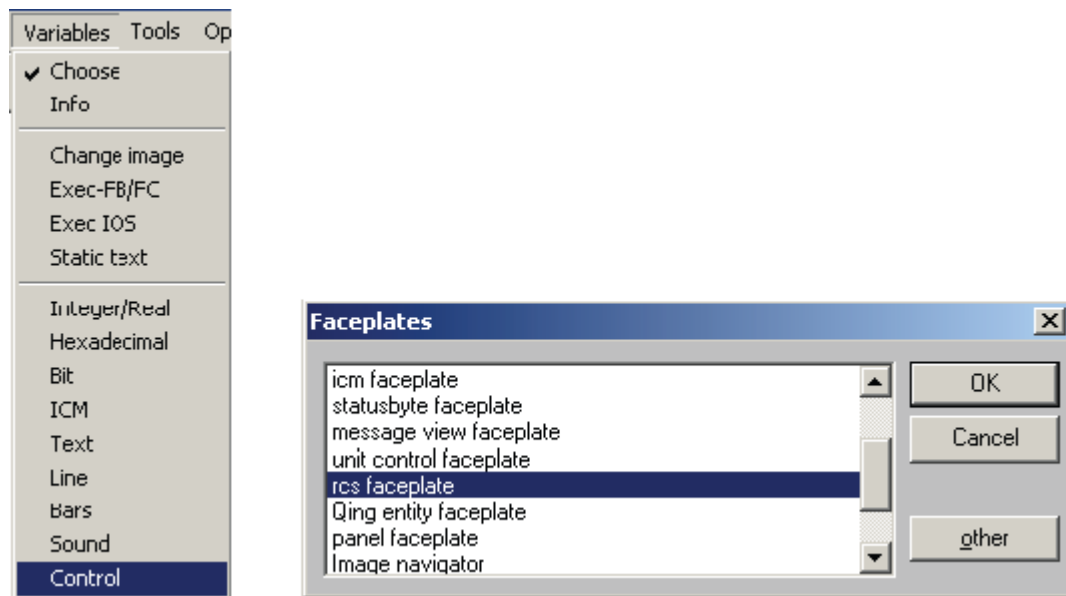 Variables Tools Op
Choose
Info
Change image
Exec-FB/FC
Exec IOS
Static text
Integer/Real
Hexadecimal
Bit
ICM
Text
Line
Bars
Sound
Control
Faceplates
icm faceplate
statusbyte faceplate
message view faceplate
unit control faceplate
rcs faceplate
Qing entity faceplate
panel faceplate
Image navigator
OK
Cancel
other